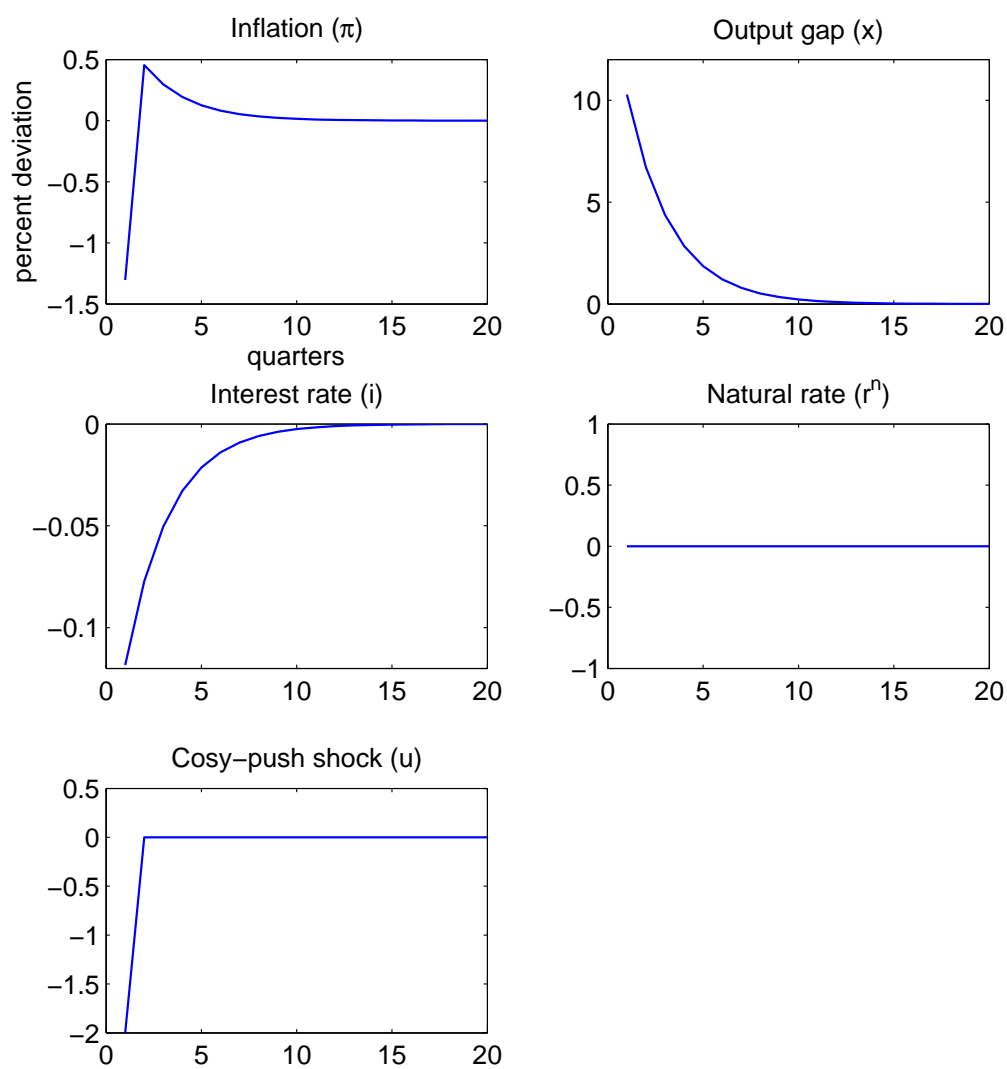 Inflation (π)
0.5
0
−0.5
−1
−1.5
0 5 10 15 20
percent deviation
quarters
Output gap (x)
10
5
0
0 5 10 15 20
Interest rate (i)
0
−0.05
−0.1
0 5 10 15 20
Natural rate (rⁿ)
1
0.5
0
−0.5
−1
0 5 10 15 20
Cosy−push shock (u)
0.5
0
−0.5
−1
−1.5
−2
0 5 10 15 20